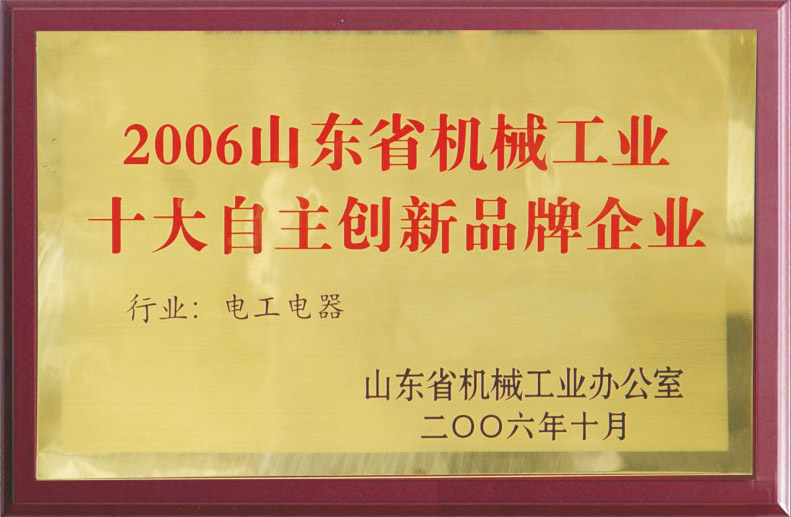 2006山东省机械工业
十大自主创新品牌企业
行业：电工电器
山东省机械工业办公室
二〇〇六年十月